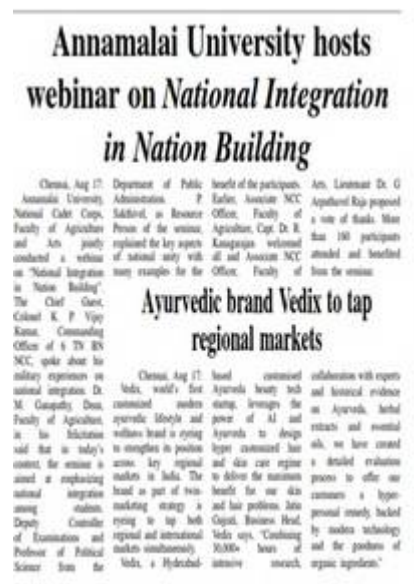 Annamalai University hosts
webinar on National Integration
in Nation Building
Chennai, Aug 17:
Annamalai University,
National Cadet Corps,
Faculty of Agriculture
and Arts jointly
conducted a webinar
on "National Integration
in Nation Building".
The Chief Guest,
Colonel K. P Vijay
Kumar, Commanding
Officer of 6 TN BN
NCC, spoke about his
military experiences on
national integration. Dr.
M. Ganapathy, Dean,
Faculty of Agriculture,
in his felicitation
said that in today's
context, the seminar is
aimed at emphasizing
national integration
among students.
Deputy Controller
of Examinations and
Professor of Political
Science from the
Department of Public
Administration, P.
Sakthivel, as Resource
Person of the seminar,
explained the key aspects
of national unity with
many examples for the
benefit of the participants.
Earlier, Associate NCC
Officer, Faculty of
Agriculture, Capt. Dr. R.
Kanagarajan welcomed
all and Associate NCC
Officer, Faculty of
Arts, Lieutenant Dr. G
Arputhavel Raja proposed
a vote of thanks. More
than 160 participants
attended and benefited
from the seminar.
Ayurvedic brand Vedix to tap
regional markets
Chennai, Aug 17:
Vedix, world's first
customized modern
ayurvedic lifestyle and
wellness brand is eyeing
to strengthen its position
across key regional
markets in India. The
brand as part of twin-
marketing strategy is
eyeing to tap both
regional and international
markets simultaneously.
Vedix, a Hyderabad-
based customised
Ayurveda beauty tech
startup, leverages the
power of AI and
Ayurveda to design
hyper customized hair
and skin care regime
to deliver the maximum
benefit for our skin
and hair problems. Jatin
Gujrati, Business Head,
Vedix says, "Combining
30,000+ hours of
intensive research,
collaboration with experts
and historical evidence
on Ayurveda, herbal
extracts and essential
oils, we have created
a detailed evaluation
process to offer our
customers a hyper-
personal remedy, backed
by modern technology
and the goodness of
organic ingredients."